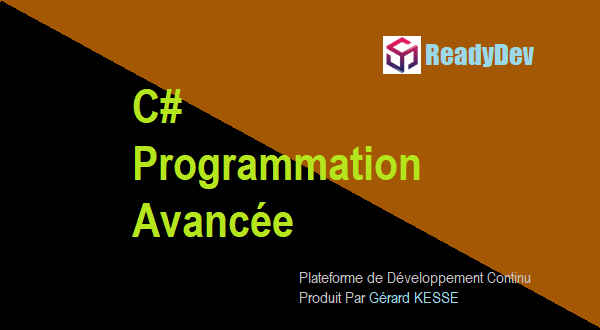 ReadyDev
C#
Programmation
Avancée
Plateforme de Développement Continu
Produit Par Gérard KESSE